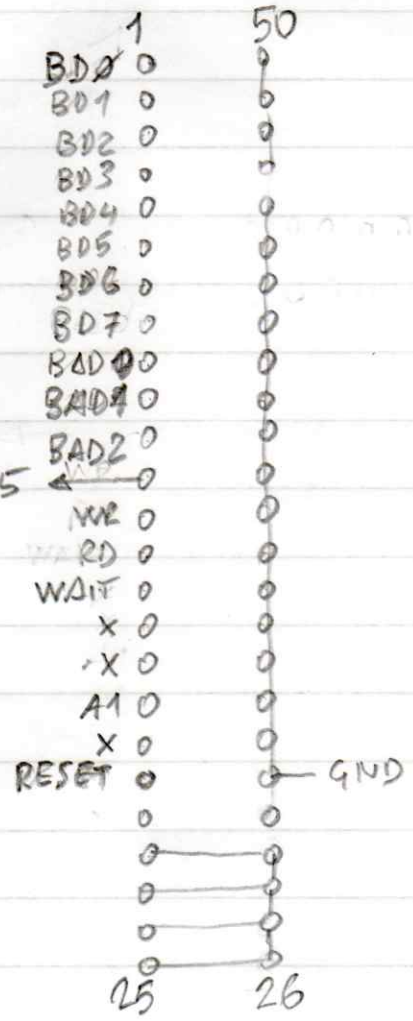 1 50
BD0
BD1
BD2
BD3
BD4
BD5
BD6
BD7
BAD0
BAD1
BAD2
5
WR
RD
WAIT
X
X
A1
X
RESET GND
25 26